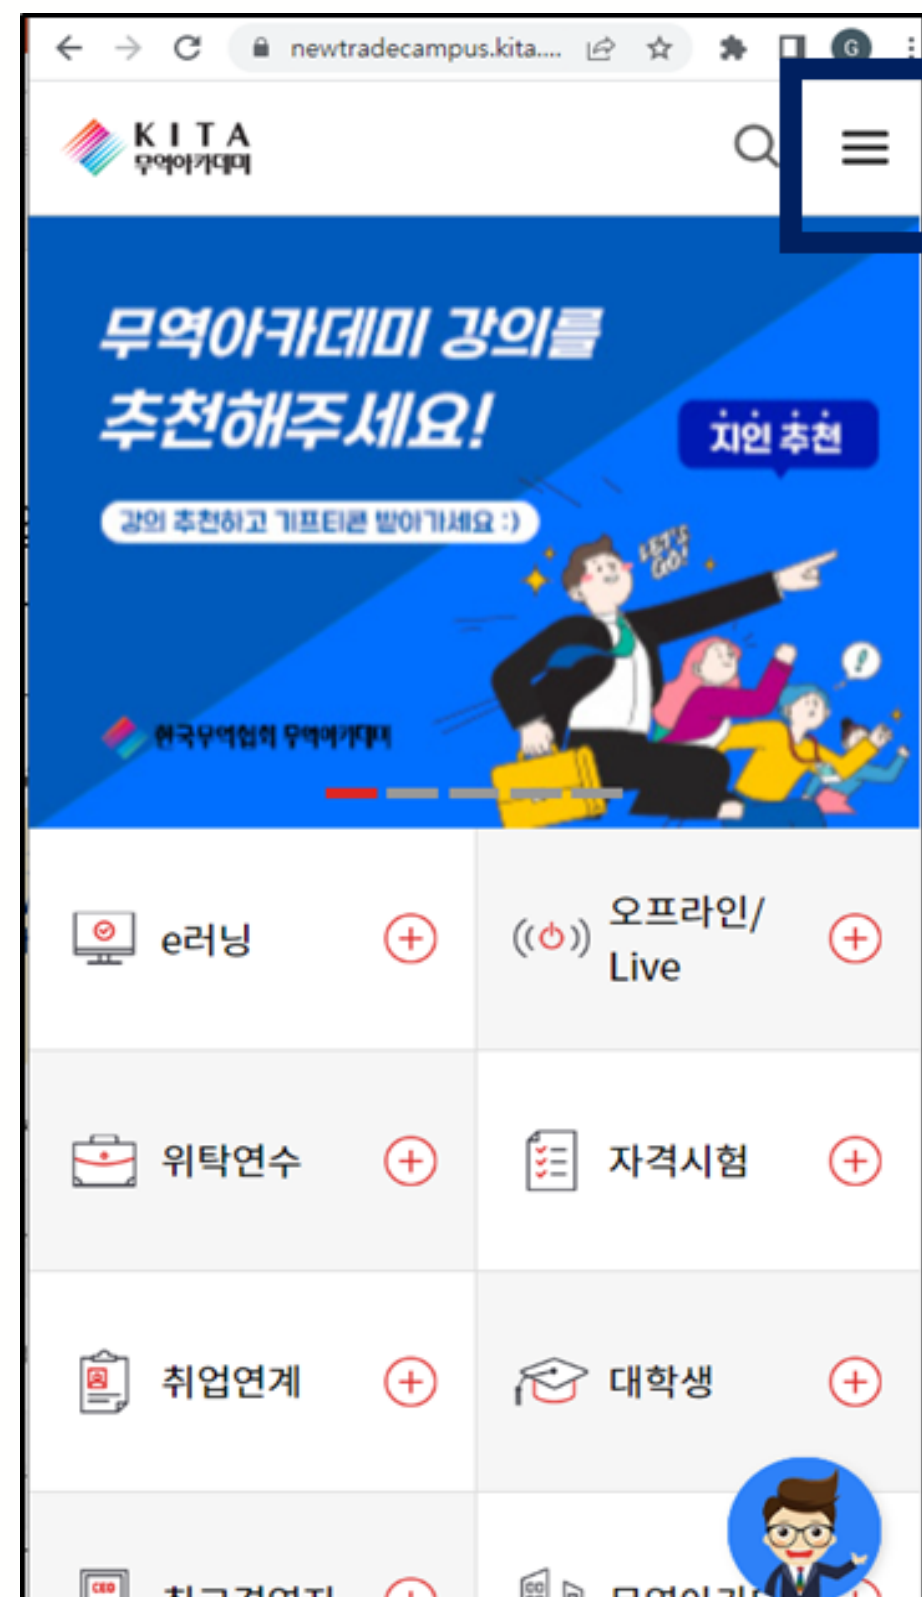 newtradecampus.kita....
G
KITA
무역아카데미
무역아카데미 강의를
추천해주세요!
지인 추천
강의 추천하고 기프티콘 받아가세요 :)
LET'S
GO!
한국무역협회 무역아카데미
e러닝
오프라인/
Live
위탁연수
자격시험
취업연계
대학생
CEO